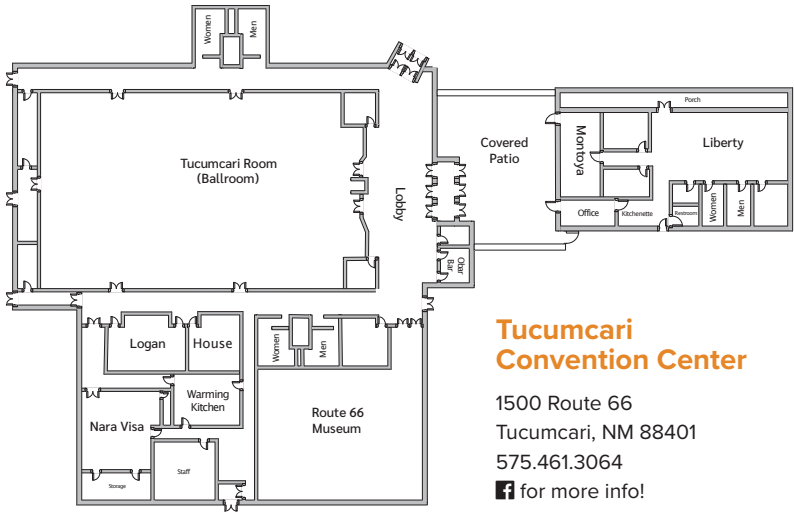 Women
Men
Tucumcari Room
(Ballroom)
Lobby
Covered
Patio
Porch
Montoya
Liberty
Office
Kitchenette
Restroom
Women
Men
Obar
Bar
Logan
House
Women
Men
Warming
Kitchen
Nara Visa
Route 66
Museum
Storage
Staff
Tucumcari
Convention Center
1500 Route 66
Tucumcari, NM 88401
575.461.3064
f for more info!